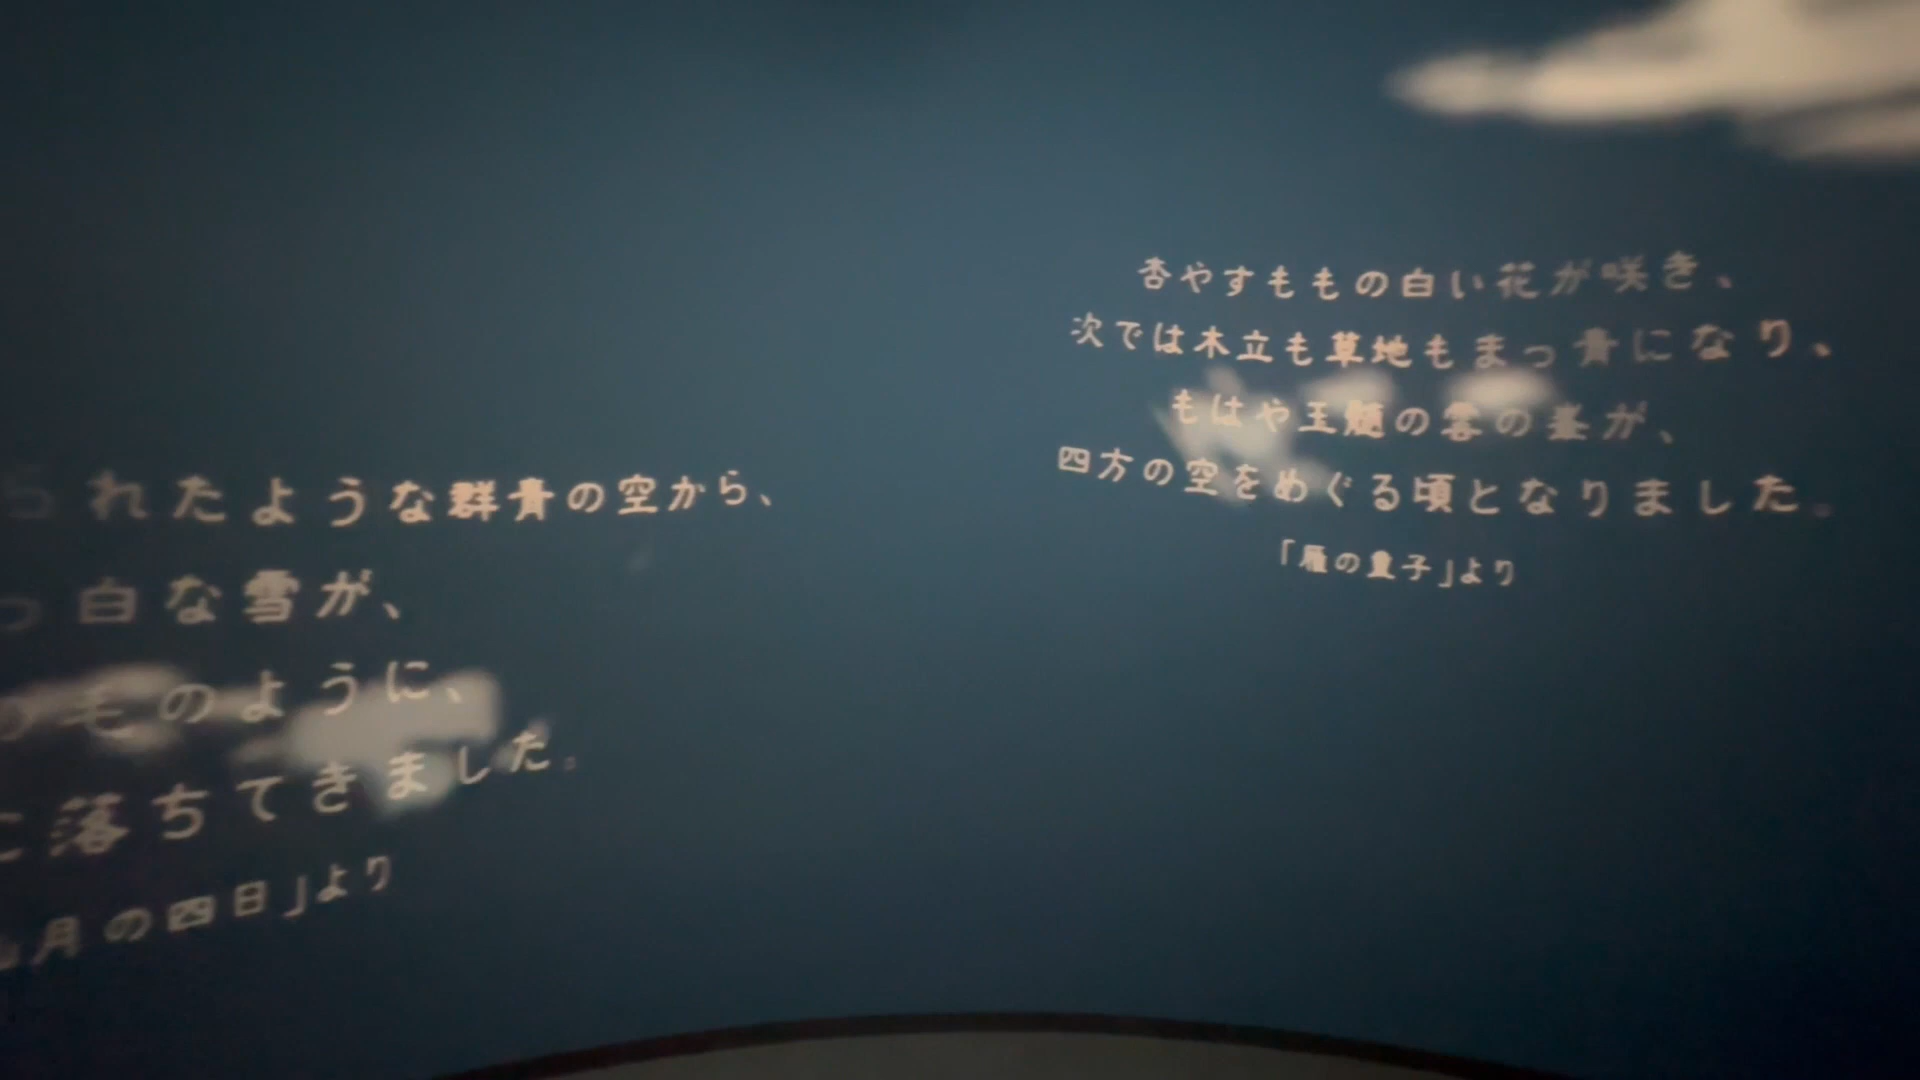 られたような群青の空から、
っ白な雪が、
のもののように、
に落ちてきました。
月の四日」より
杏やすももの白い花が咲き、
次では木立も草地もまっ青になり、
もはや玉髄の雲の峯が、
四方の空をめぐる頃となりました。
「雁の童子」より